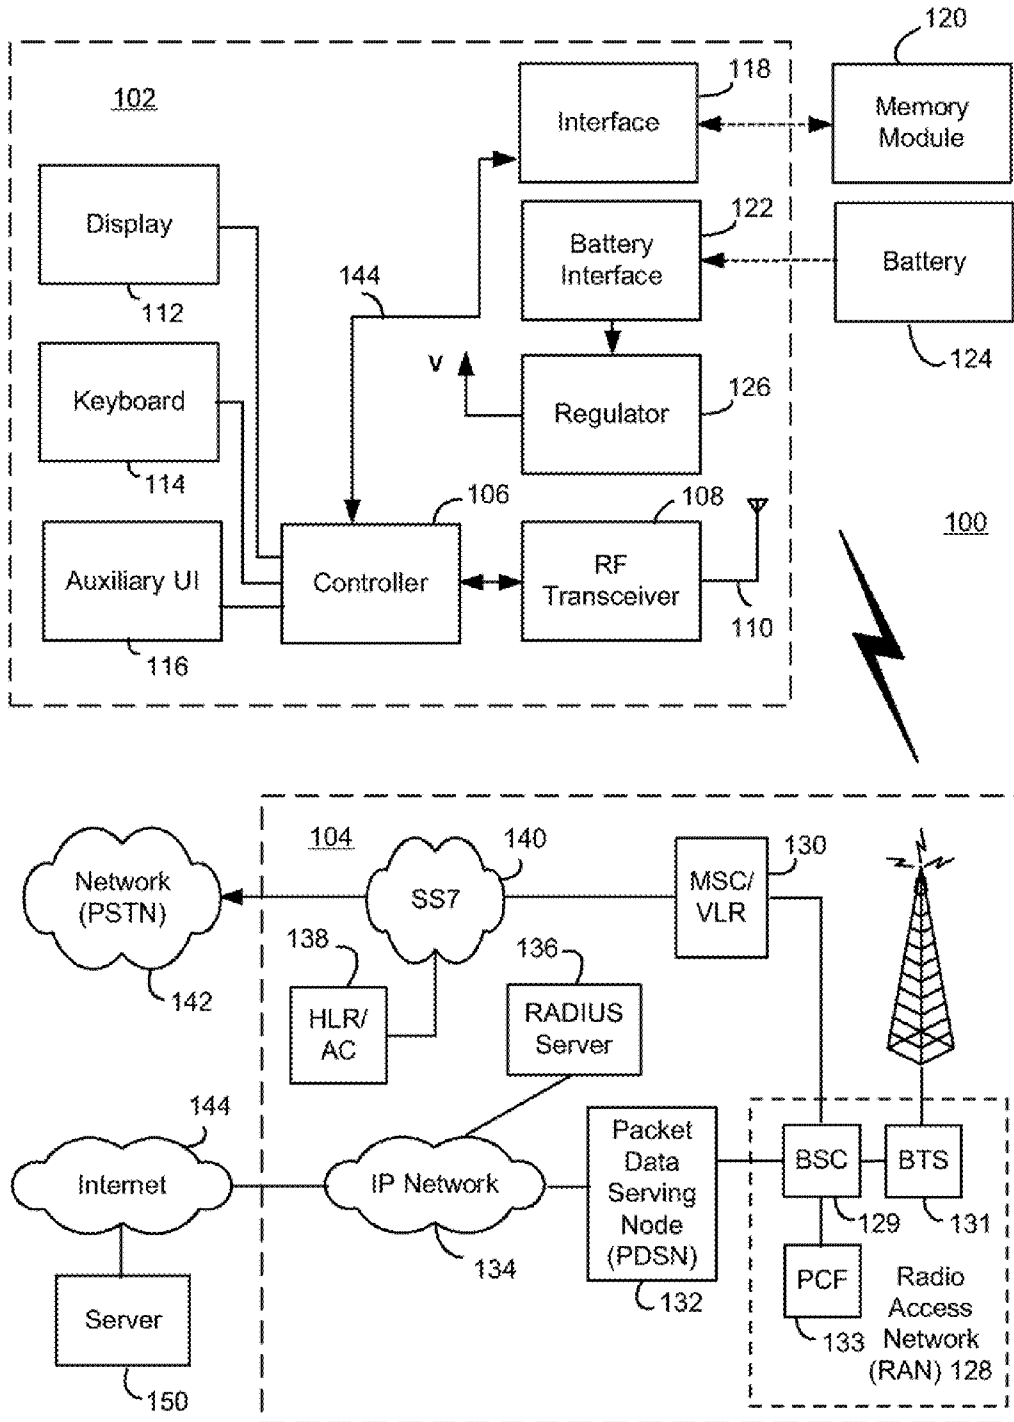 120
102
118
Interface
Memory
Module
Display
112
122
Battery
Interface
Battery
124
144
V
Keyboard
114
Regulator
126
106
108
100
Auxiliary UI
116
Controller
RF
Transceiver
110
104
140
130
Network
(PSTN)
142
SS7
MSC/
VLR
138
HLR/
AC
136
RADIUS
Server
144
Internet
IP Network
134
Packet
Data
Serving
Node
(PDSN)
132
BSC
129
BTS
131
PCF
133
Radio
Access
Network
(RAN) 128
Server
150